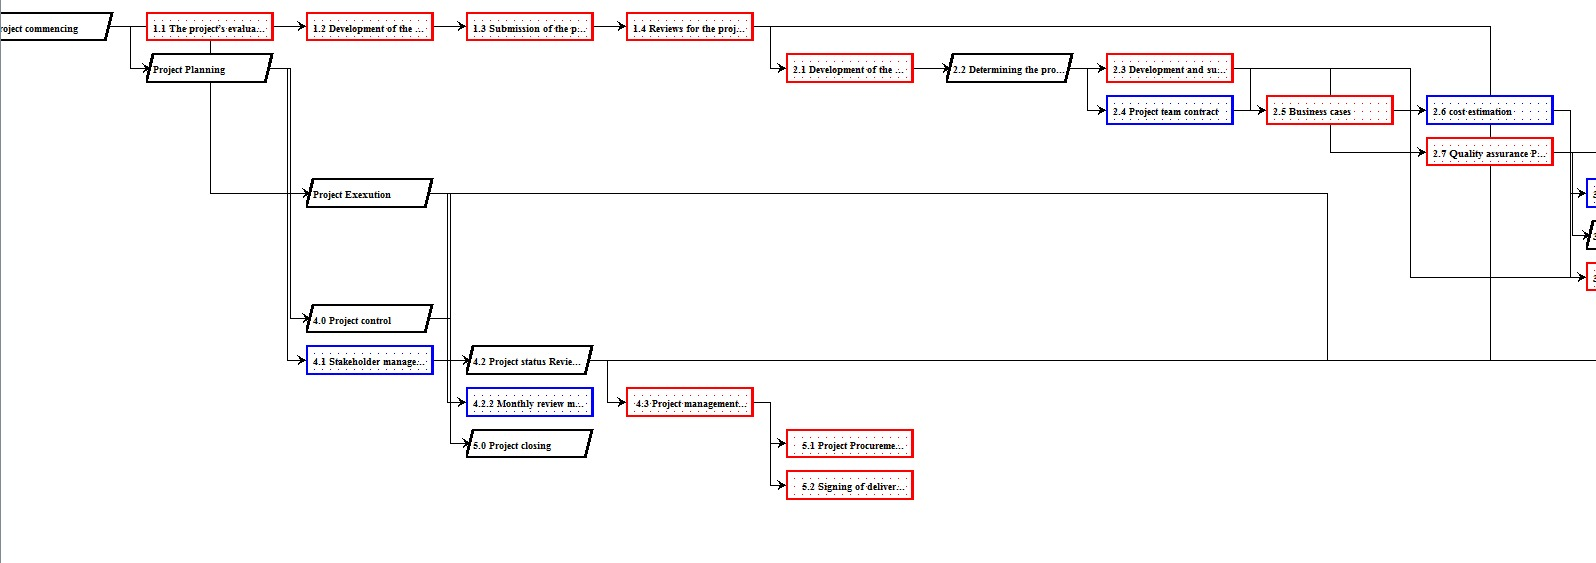 roject commencing
1.1 The project's evalua...
1.2 Development of the ...
1.3 Submission of the p...
1.4 Reviews for the proj...
Project Planning
2.1 Development of the ...
2.2 Determining the pro...
2.3 Development and su...
2.4 Project team contract
2.5 Business cases
2.6 cost estimation
2.7 Quality assurance P...
Project Exexution
4.0 Project control
4.1 Stakeholder manage...
4.2 Project status Revie...
4.2.2 Monthly review m...
4.3 Project management...
5.0 Project closing
5.1 Project Procureme...
5.2 Signing of deliver...